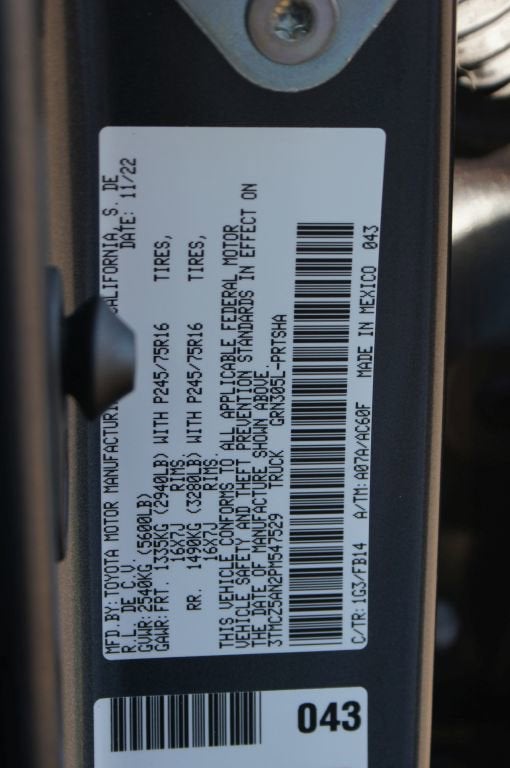 MFD.BY:TOYOTA MOTOR MANUFACTURI CALIFORNIA, S. DE
R.L. DE C.V. DATE: 11/22
GVWR:2540KG (5600LB)
GAWR:FRT. 1335KG (2940LB) WITH P245/75R16 TIRES,
16X7J RIMS
RR. 1490KG (3280LB) WITH P245/75R16 TIRES,
16X7J RIMS.
THIS VEHICLE CONFORMS TO ALL APPLICABLE FEDERAL MOTOR
VEHICLE SAFETY AND THEFT PREVENTION STANDARDS IN EFFECT ON
THE DATE OF MANUFACTURE SHOWN ABOVE.
3TMCZ5AN2PM547529 TRUCK GRN305L-PRTSHA
C/TR:1G3/FB14 A/TM:A07A/AC60F MADE IN MEXICO 043
043